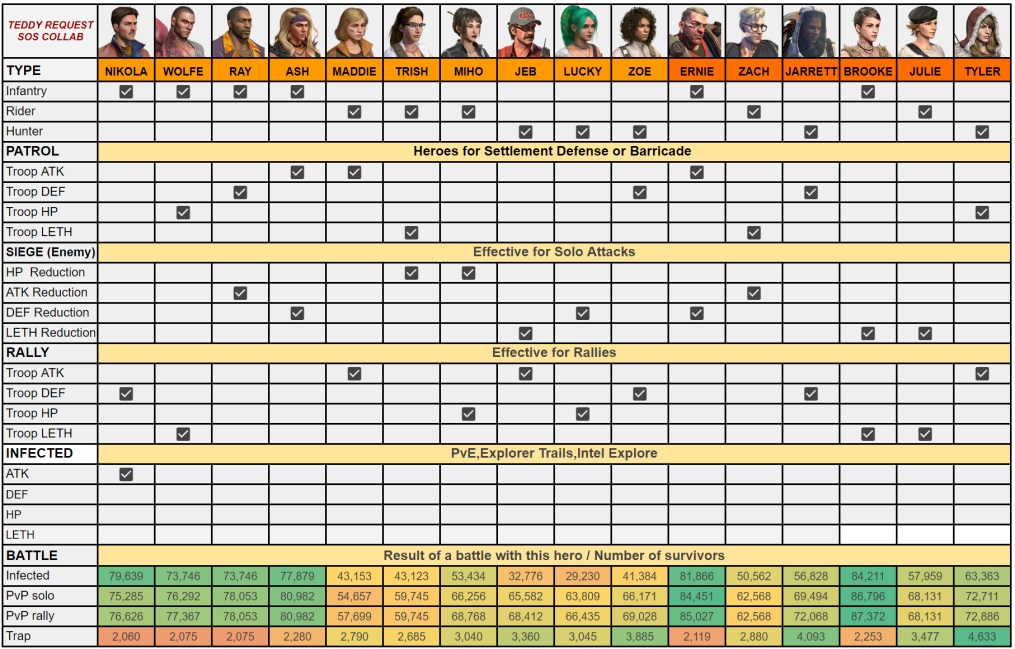 TEDDY REQUEST
SOS COLLAB
TYPE NIKOLA WOLFE RAY ASH MADDIE TRISH MIHO JEB LUCKY ZOE ERNIE ZACH JARRETT BROOKE JULIE TYLER
Infantry
Rider
Hunter
PATROL Heroes for Settlement Defense or Barricade
Troop ATK
Troop DEF
Troop HP
Troop LETH
SIEGE (Enemy) Effective for Solo Attacks
HP Reduction
ATK Reduction
DEF Reduction
LETH Reduction
RALLY Effective for Rallies
Troop ATK
Troop DEF
Troop HP
Troop LETH
INFECTED PvE,Explorer Trails,Intel Explore
ATK
DEF
HP
LETH
BATTLE Result of a battle with this hero / Number of survivors
Infected 79,639 73,746 73,746 77,879 43,153 43,123 53,434 32,776 29,230 41,384 81,866 50,562 56,828 84,211 57,959 63,363
PvP solo 75,285 76,292 78,053 80,982 54,657 59,745 66,256 65,582 63,809 66,171 84,451 62,568 69,494 86,796 68,131 72,711
PvP rally 76,626 77,367 78,053 80,982 57,699 59,745 68,768 68,412 66,435 69,028 85,027 62,568 72,068 87,372 68,131 72,886
Trap 2,060 2,075 2,075 2,280 2,790 2,685 3,040 3,360 3,045 3,885 2,119 2,880 4,093 2,253 3,477 4,633